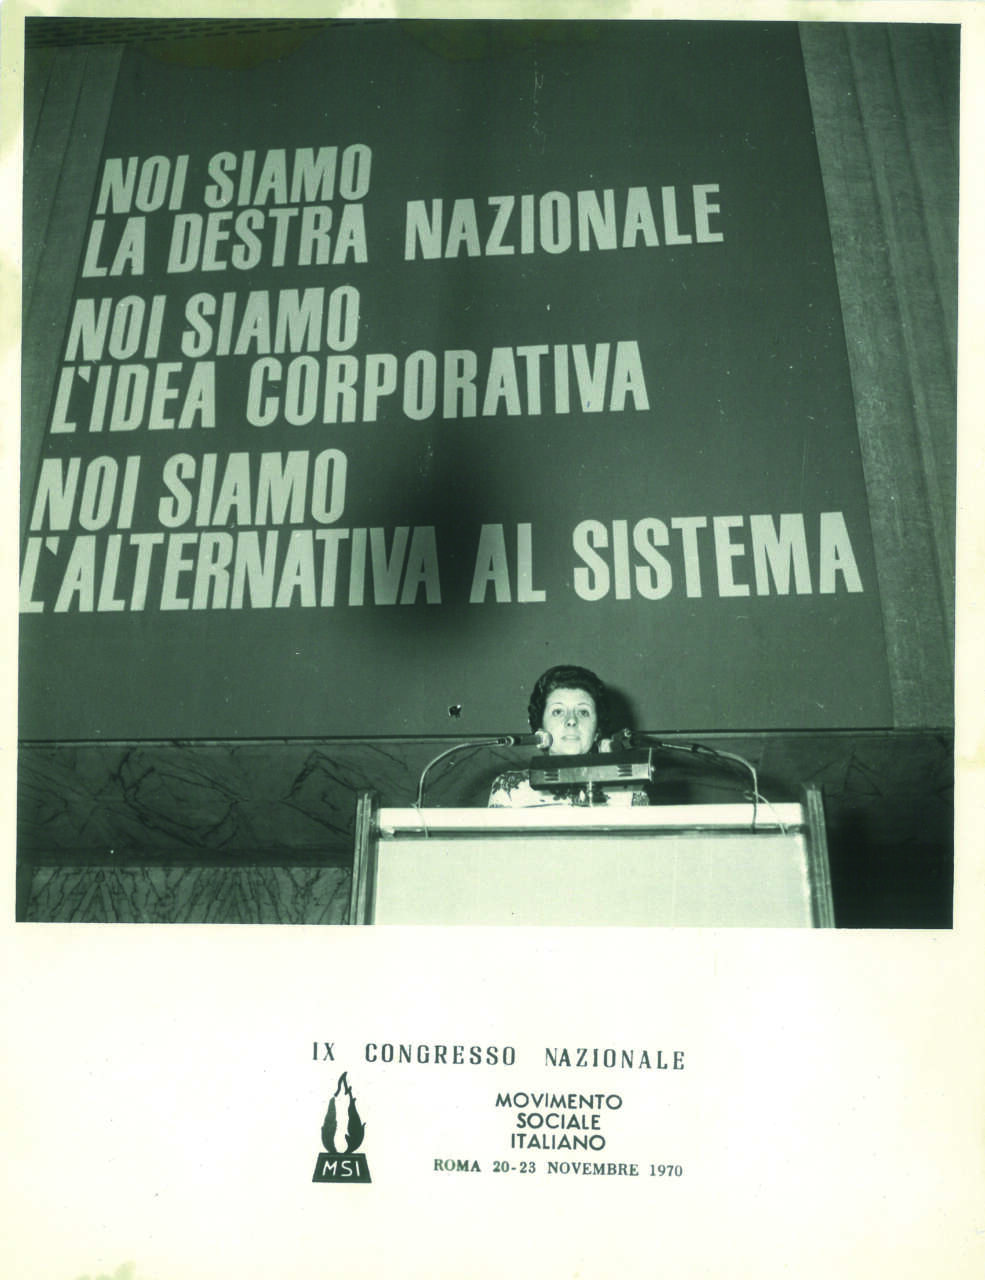 NOI SIAMO
LA DESTRA NAZIONALE
NOI SIAMO
L'IDEA CORPORATIVA
NOI SIAMO
L'ALTERNATIVA AL SISTEMA
IX CONGRESSO NAZIONALE
MOVIMENTO
SOCIALE
ITALIANO
MSI
ROMA 20-23 NOVEMBRE 1970